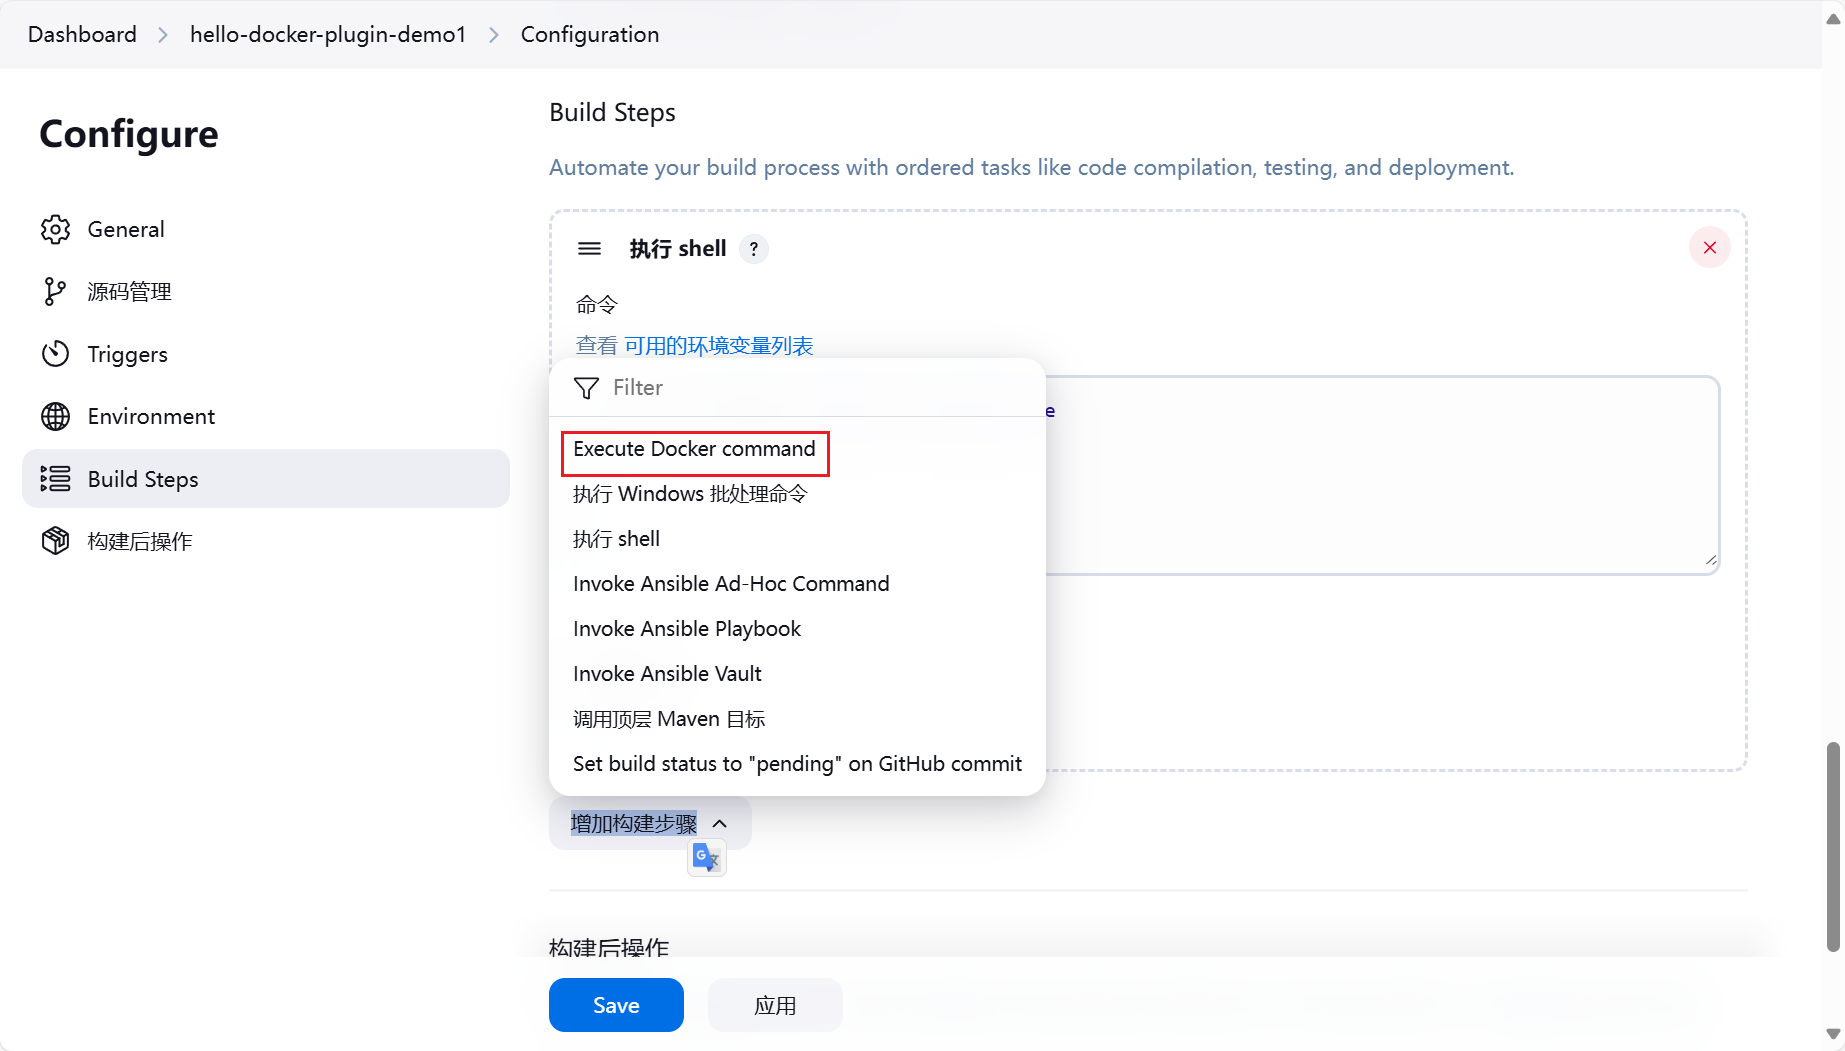 Dashboard > hello-docker-plugin-demo1 > Configuration
Configure
General
源码管理
Triggers
Environment
Build Steps
构建后操作
Build Steps
Automate your build process with ordered tasks like code compilation, testing, and deployment.
执行 shell ?
命令
查看 可用的环境变量列表
Filter
e
Execute Docker command
执行 Windows 批处理命令
执行 shell
Invoke Ansible Ad-Hoc Command
Invoke Ansible Playbook
Invoke Ansible Vault
调用顶层 Maven 目标
Set build status to "pending" on GitHub commit
增加构建步骤
构建后操作
Save
应用